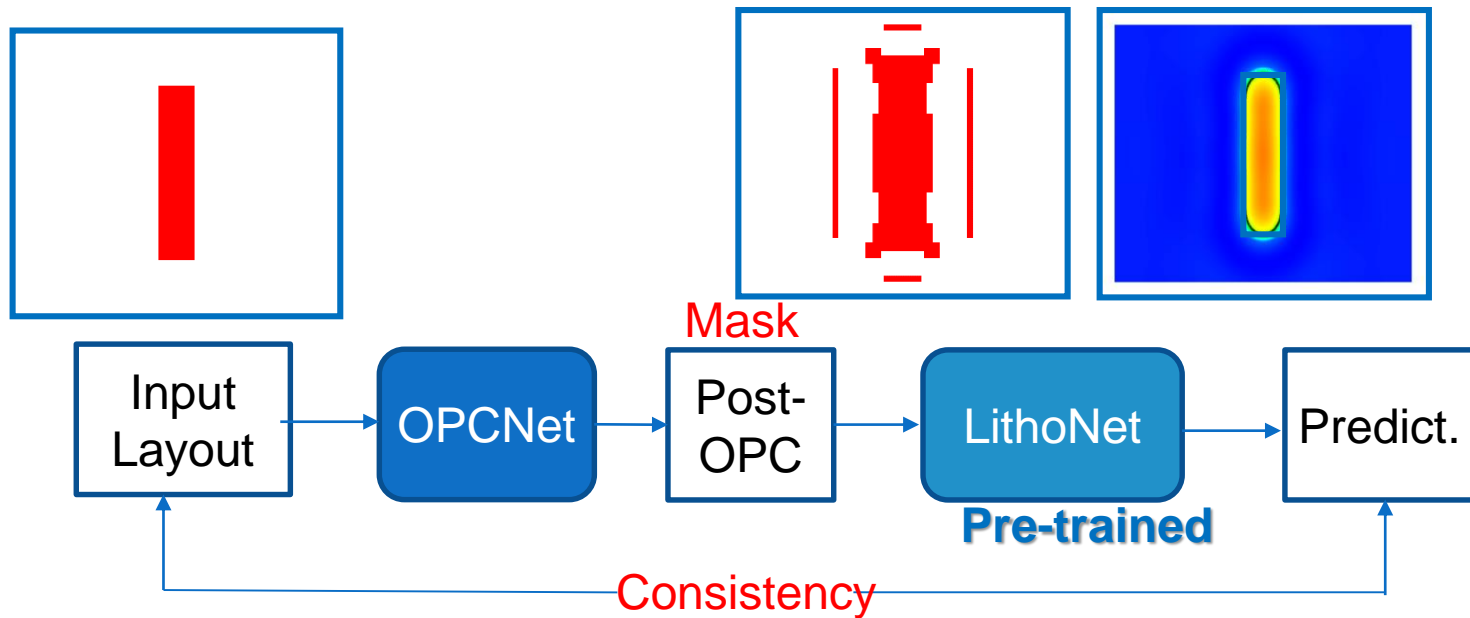 Mask
Input
Layout
OPCNet
Post-
OPC
LithoNet
Predict.
Pre-trained
Consistency